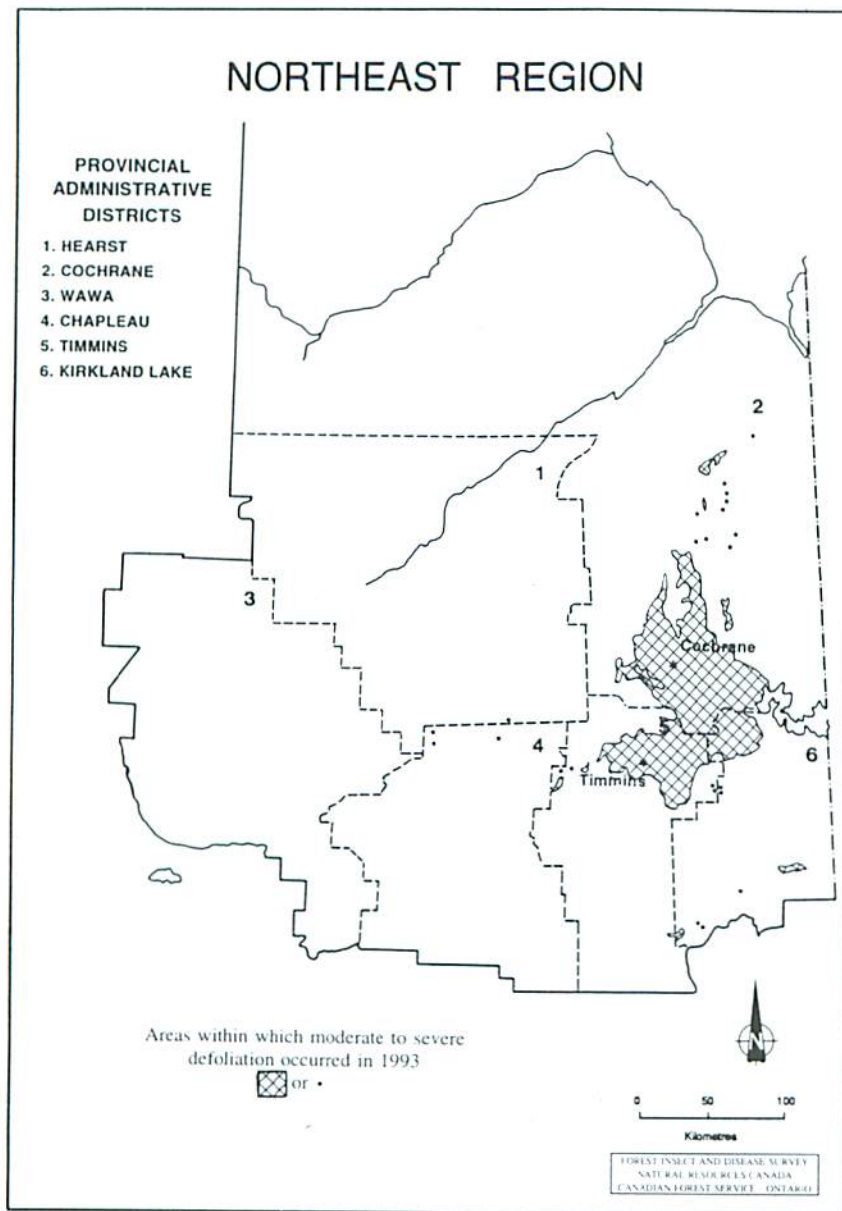 NORTHEAST REGION
PROVINCIAL
ADMINISTRATIVE
DISTRICTS
1. HEARST
2. COCHRANE
3. WAWA
4. CHAPLEAU
5. TIMMINS
6. KIRKLAND LAKE
2
1
3
Cochrane
5
4
6
Timmins
N
Areas within which moderate to severe
defoliation occurred in 1993
or •
0 50 100
Kilometres
FOREST INSECT AND DISEASE SURVEY
NATURAL RESOURCES CANADA
CANADIAN FOREST SERVICE - ONTARIO